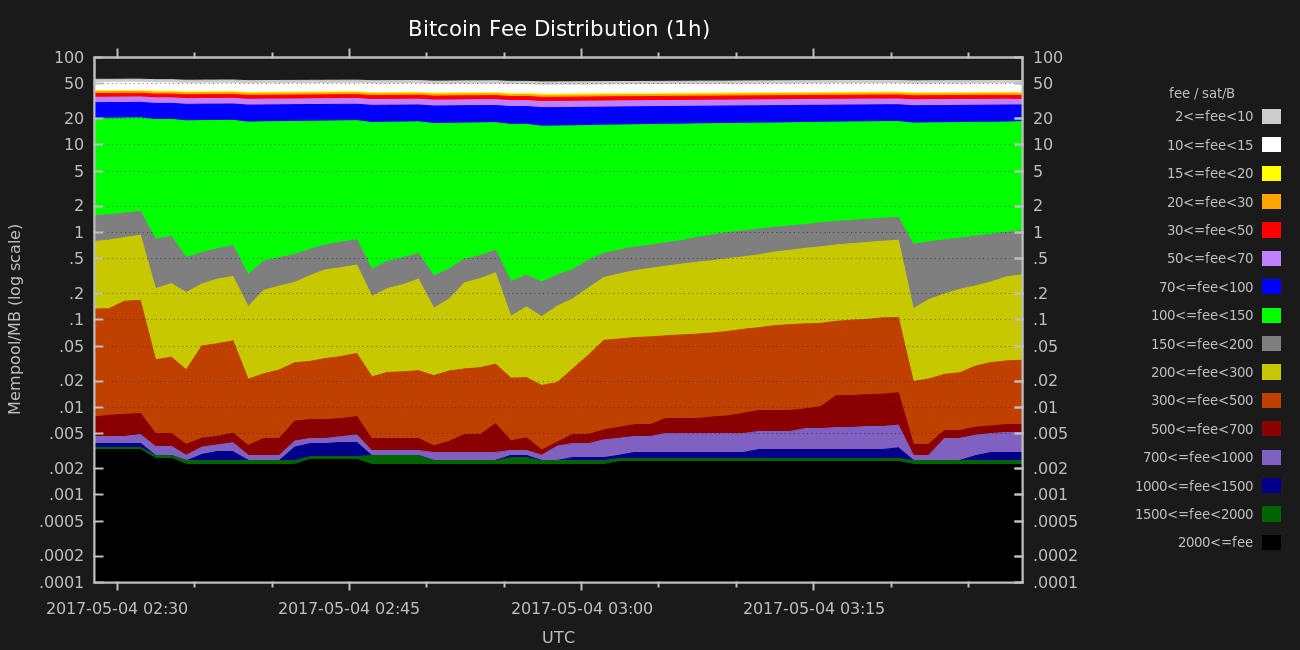 Bitcoin Fee Distribution (1h)
Mempool/MB (log scale)
100
50
20
10
5
2
1
.5
.2
.1
.05
.02
.01
.005
.002
.001
.0005
.0002
.0001
100
50
20
10
5
2
1
.5
.2
.1
.05
.02
.01
.005
.002
.001
.0005
.0002
.0001
2017-05-04 02:30
2017-05-04 02:45
2017-05-04 03:00
2017-05-04 03:15
UTC
fee / sat/B
2<=fee<10
10<=fee<15
15<=fee<20
20<=fee<30
30<=fee<50
50<=fee<70
70<=fee<100
100<=fee<150
150<=fee<200
200<=fee<300
300<=fee<500
500<=fee<700
700<=fee<1000
1000<=fee<1500
1500<=fee<2000
2000<=fee